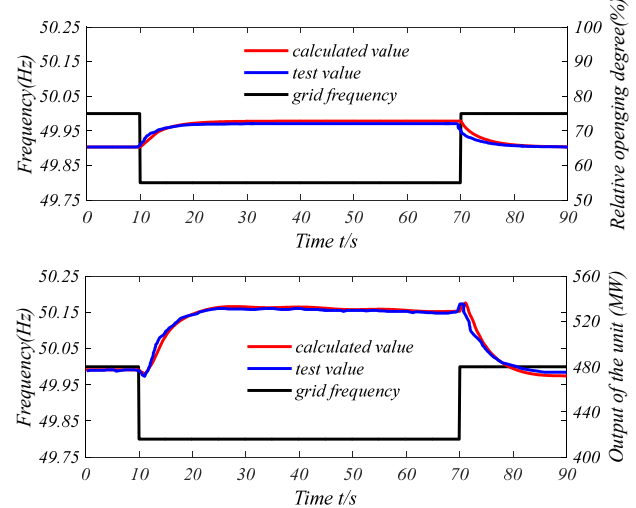 50.25
50.15
50.05
49.95
49.85
49.75
Frequency(Hz)
calculated value
test value
grid frequency
100
90
80
70
60
50
Relative openging degree(%)
0 10 20 30 40 50 60 70 80 90
Time t/s
50.25
50.15
50.05
49.95
49.85
49.75
Frequency(Hz)
calculated value
test value
grid frequency
560
520
480
440
400
Output of the unit (MW)
0 10 20 30 40 50 60 70 80 90
Time t/s